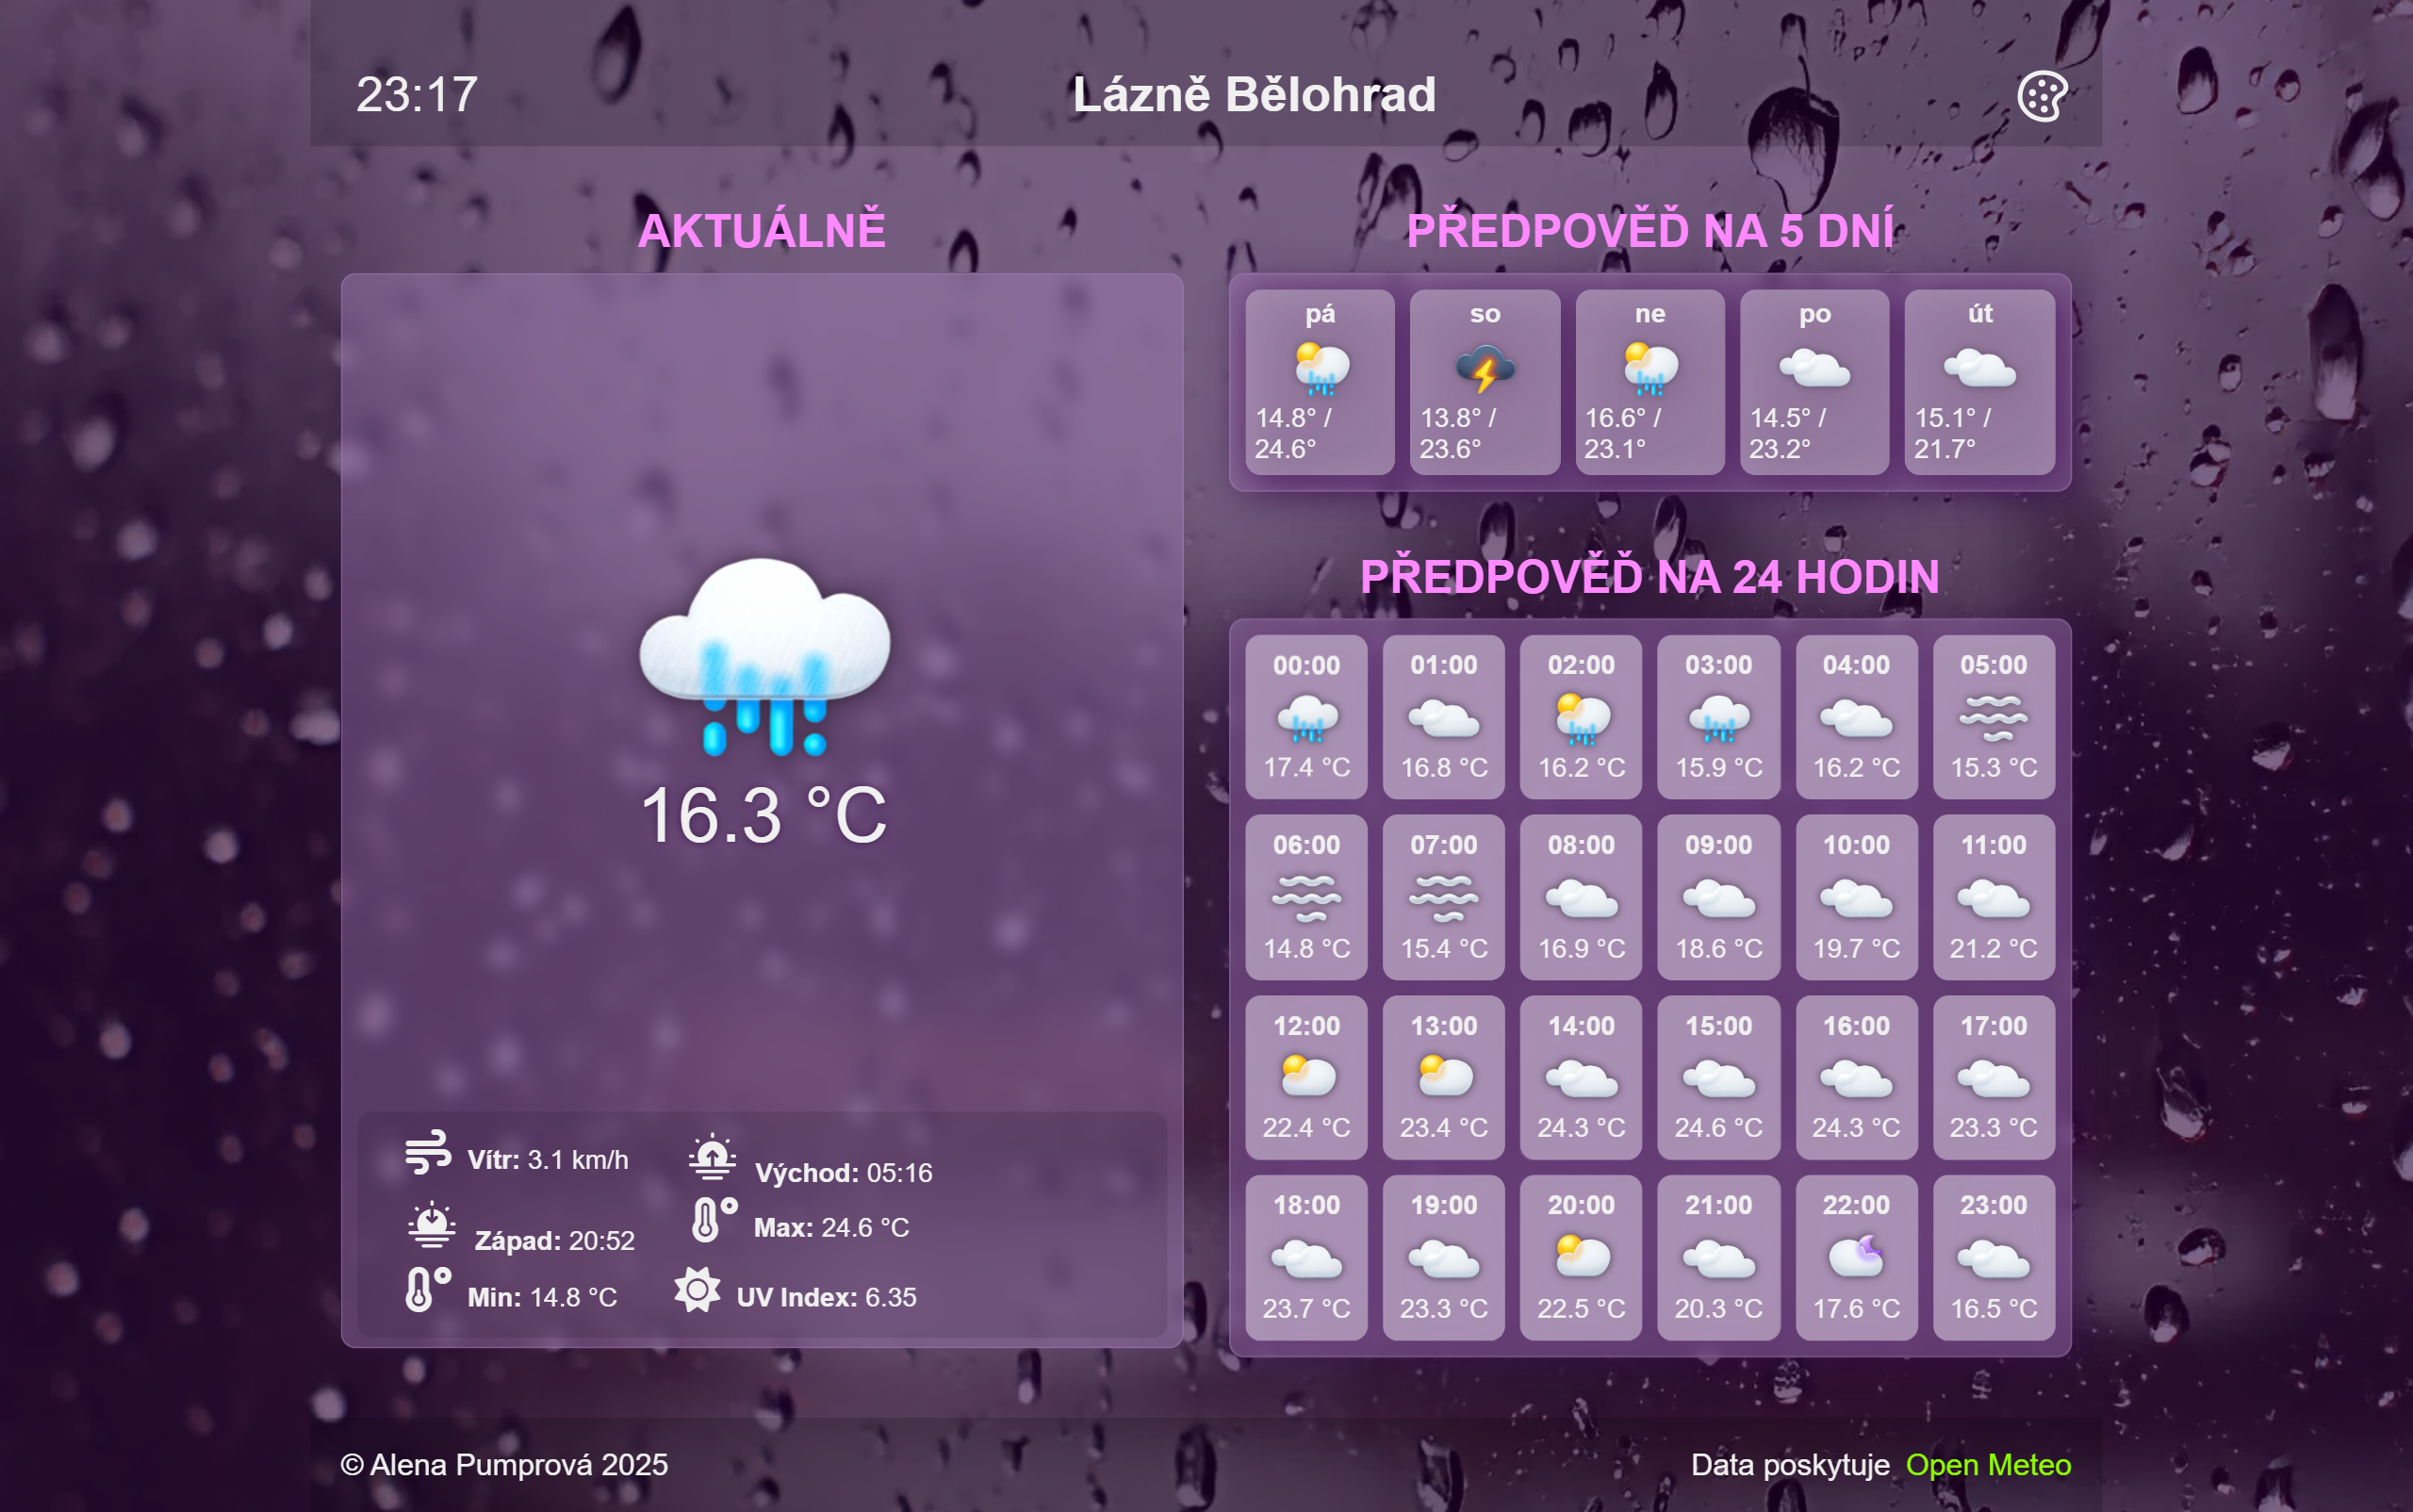 23:17
Lázně Bělohrad
AKTUÁLNĚ
16.3 °C
Vítr: 3.1 km/h
Východ: 05:16
Západ: 20:52
Max: 24.6 °C
Min: 14.8 °C
UV Index: 6.35
PŘEDPOVĚĎ NA 5 DNÍ
pá
14.8° /
24.6°
so
13.8° /
23.6°
ne
16.6° /
23.1°
po
14.5° /
23.2°
út
15.1° /
21.7°
PŘEDPOVĚĎ NA 24 HODIN
00:00
17.4 °C
01:00
16.8 °C
02:00
16.2 °C
03:00
15.9 °C
04:00
16.2 °C
05:00
15.3 °C
06:00
14.8 °C
07:00
15.4 °C
08:00
16.9 °C
09:00
18.6 °C
10:00
19.7 °C
11:00
21.2 °C
12:00
22.4 °C
13:00
23.4 °C
14:00
24.3 °C
15:00
24.6 °C
16:00
24.3 °C
17:00
23.3 °C
18:00
23.7 °C
19:00
23.3 °C
20:00
22.5 °C
21:00
20.3 °C
22:00
17.6 °C
23:00
16.5 °C
© Alena Pumprová 2025
Data poskytuje Open Meteo